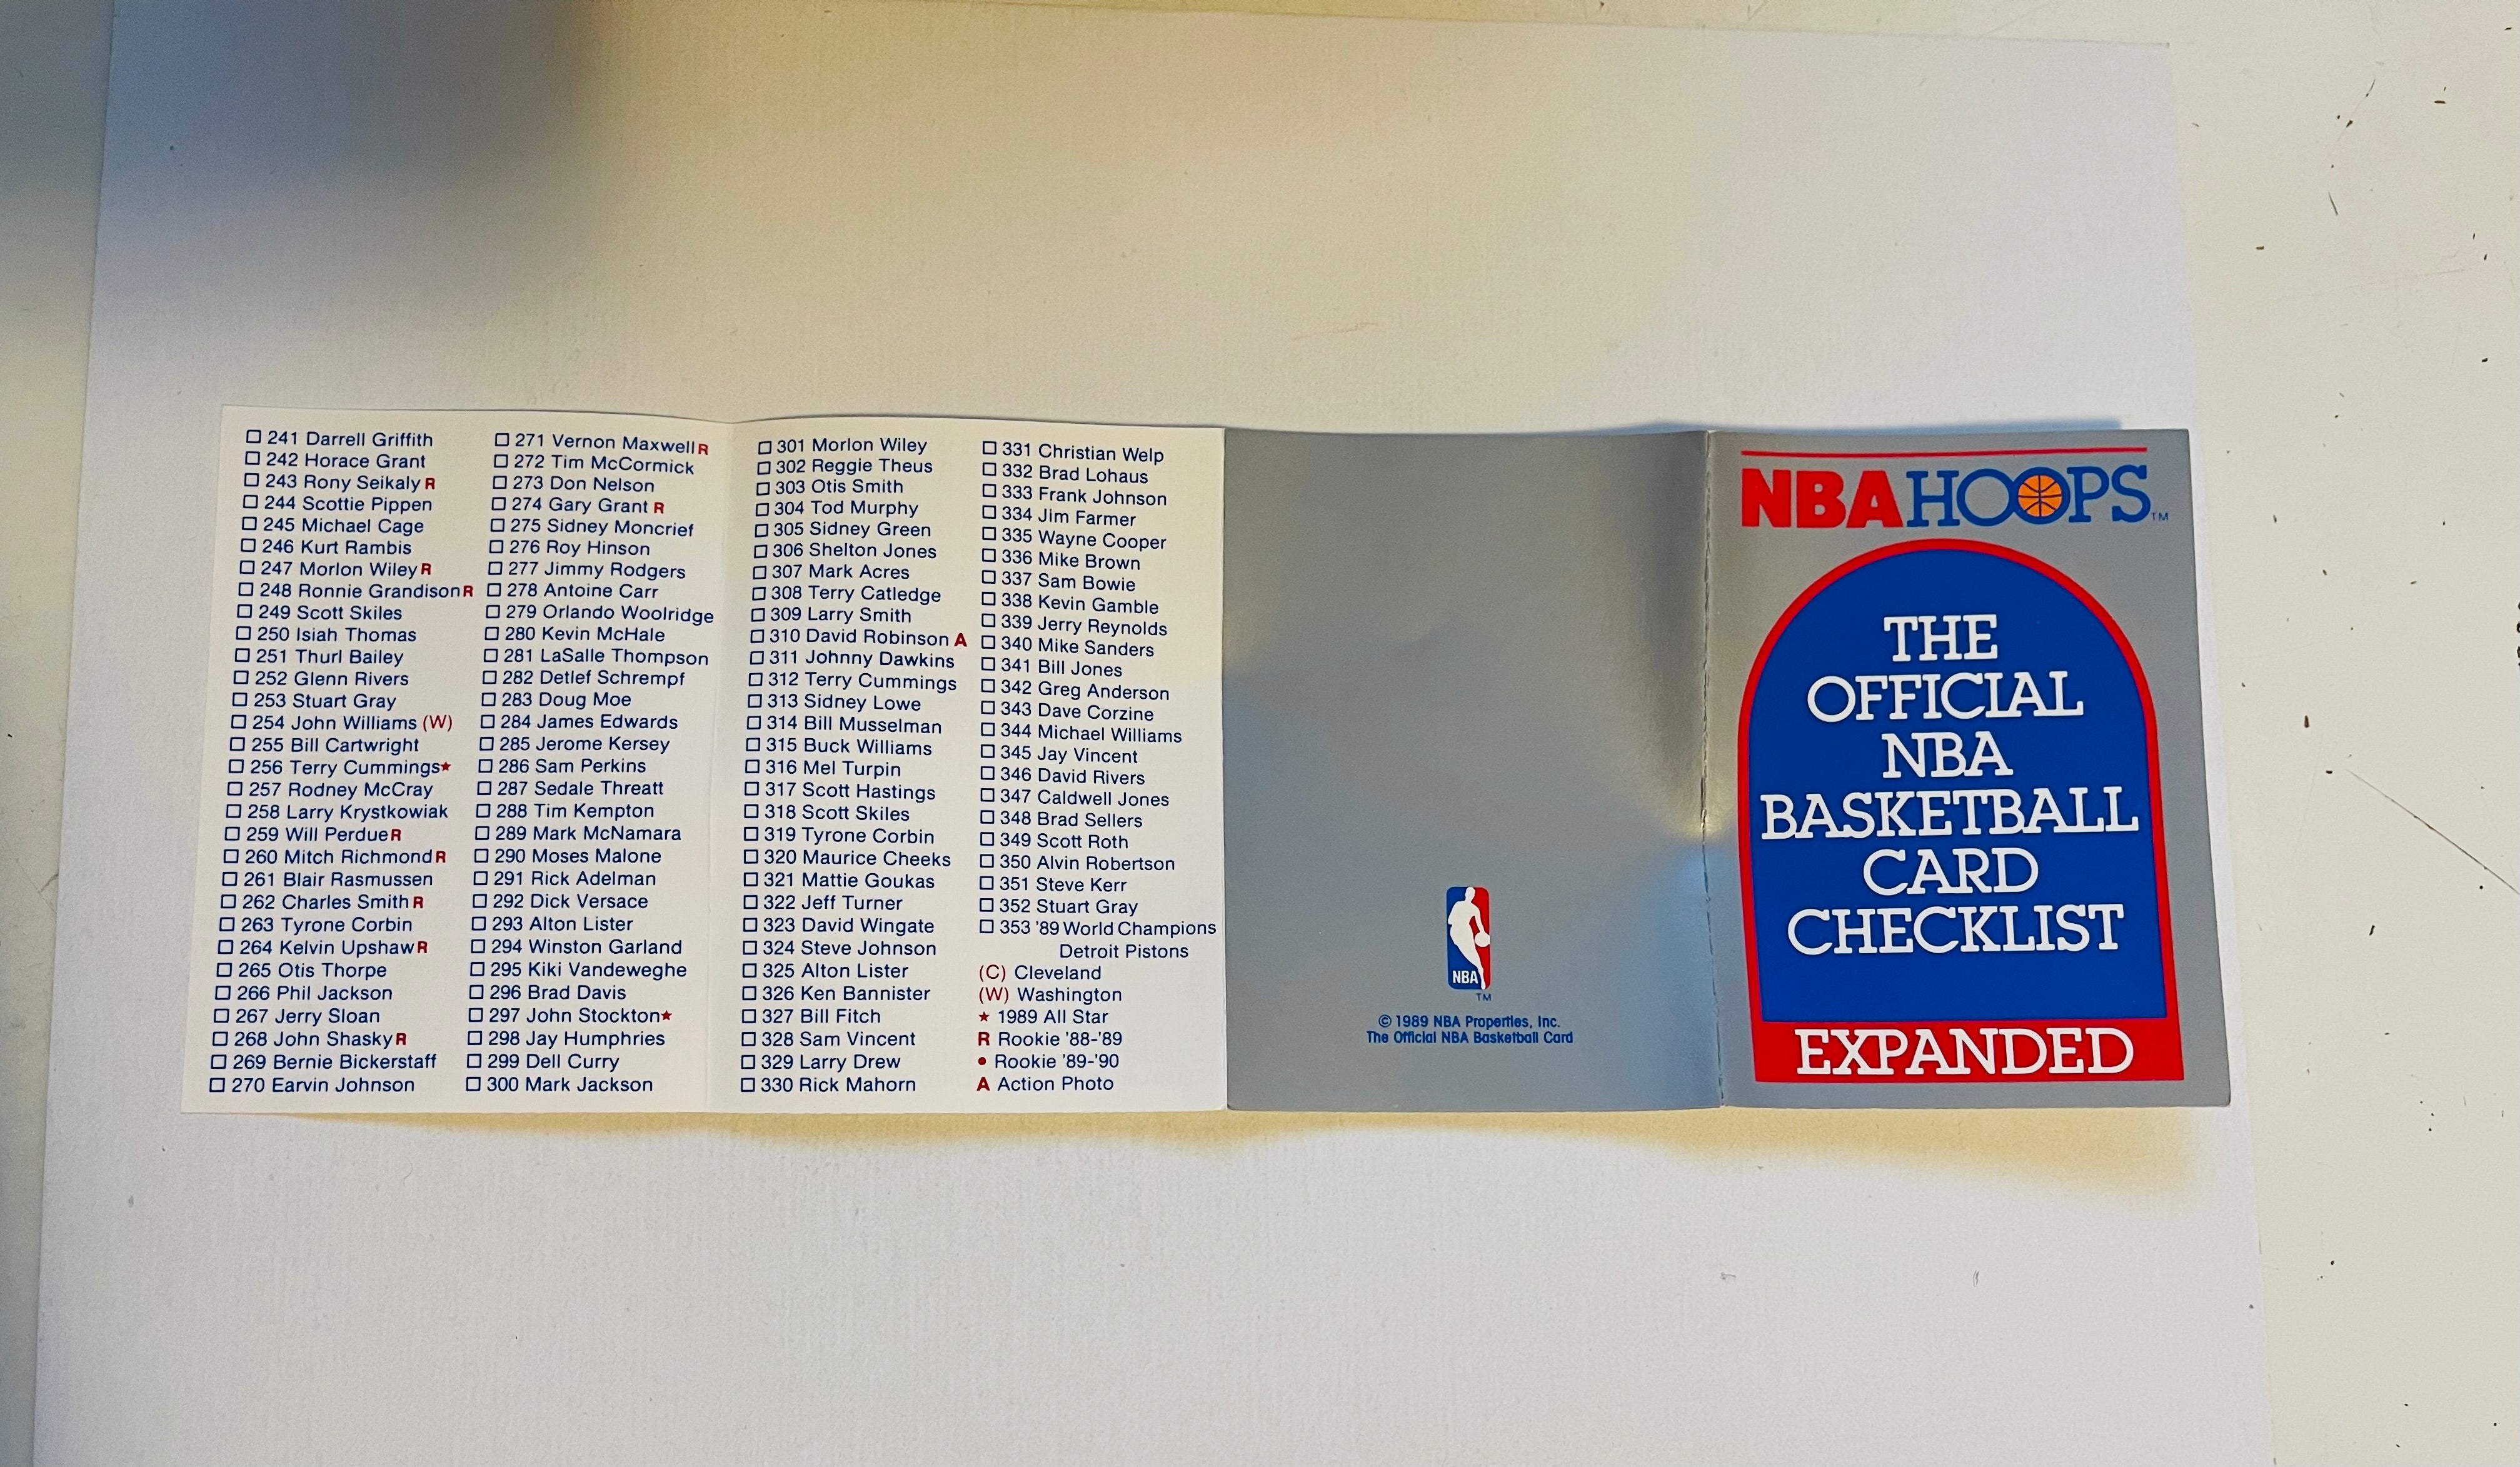 ☐ 241 Darrell Griffith
☐ 242 Horace Grant
☐ 243 Rony Seikaly R
☐ 244 Scottie Pippen
☐ 245 Michael Cage
☐ 246 Kurt Rambis
☐ 247 Morlon Wiley R
☐ 248 Ronnie Grandison R
☐ 249 Scott Skiles
☐ 250 Isiah Thomas
☐ 251 Thurl Bailey
☐ 252 Glenn Rivers
☐ 253 Stuart Gray
☐ 254 John Williams (W)
☐ 255 Bill Cartwright
☐ 256 Terry Cummings★
☐ 257 Rodney McCray
☐ 258 Larry Krystkowiak
☐ 259 Will Perdue R
☐ 260 Mitch Richmond R
☐ 261 Blair Rasmussen
☐ 262 Charles Smith R
☐ 263 Tyrone Corbin
☐ 264 Kelvin Upshaw R
☐ 265 Otis Thorpe
☐ 266 Phil Jackson
☐ 267 Jerry Sloan
☐ 268 John Shasky R
☐ 269 Bernie Bickerstaff
☐ 270 Earvin Johnson
☐ 271 Vernon Maxwell R
☐ 272 Tim McCormick
☐ 273 Don Nelson
☐ 274 Gary Grant R
☐ 275 Sidney Moncrief
☐ 276 Roy Hinson
☐ 277 Jimmy Rodgers
☐ 278 Antoine Carr
☐ 279 Orlando Woolridge
☐ 280 Kevin McHale
☐ 281 LaSalle Thompson
☐ 282 Detlef Schrempf
☐ 283 Doug Moe
☐ 284 James Edwards
☐ 285 Jerome Kersey
☐ 286 Sam Perkins
☐ 287 Sedale Threatt
☐ 288 Tim Kempton
☐ 289 Mark McNamara
☐ 290 Moses Malone
☐ 291 Rick Adelman
☐ 292 Dick Versace
☐ 293 Alton Lister
☐ 294 Winston Garland
☐ 295 Kiki Vandeweghe
☐ 296 Brad Davis
☐ 297 John Stockton★
☐ 298 Jay Humphries
☐ 299 Dell Curry
☐ 300 Mark Jackson
☐ 301 Morlon Wiley
☐ 302 Reggie Theus
☐ 303 Otis Smith
☐ 304 Tod Murphy
☐ 305 Sidney Green
☐ 306 Shelton Jones
☐ 307 Mark Acres
☐ 308 Terry Catledge
☐ 309 Larry Smith
☐ 310 David Robinson A
☐ 311 Johnny Dawkins
☐ 312 Terry Cummings
☐ 313 Sidney Lowe
☐ 314 Bill Musselman
☐ 315 Buck Williams
☐ 316 Mel Turpin
☐ 317 Scott Hastings
☐ 318 Scott Skiles
☐ 319 Tyrone Corbin
☐ 320 Maurice Cheeks
☐ 321 Mattie Goukas
☐ 322 Jeff Turner
☐ 323 David Wingate
☐ 324 Steve Johnson
☐ 325 Alton Lister
☐ 326 Ken Bannister
☐ 327 Bill Fitch
☐ 328 Sam Vincent
☐ 329 Larry Drew
☐ 330 Rick Mahorn
☐ 331 Christian Welp
☐ 332 Brad Lohaus
☐ 333 Frank Johnson
☐ 334 Jim Farmer
☐ 335 Wayne Cooper
☐ 336 Mike Brown
☐ 337 Sam Bowie
☐ 338 Kevin Gamble
☐ 339 Jerry Reynolds
☐ 340 Mike Sanders
☐ 341 Bill Jones
☐ 342 Greg Anderson
☐ 343 Dave Corzine
☐ 344 Michael Williams
☐ 345 Jay Vincent
☐ 346 David Rivers
☐ 347 Caldwell Jones
☐ 348 Brad Sellers
☐ 349 Scott Roth
☐ 350 Alvin Robertson
☐ 351 Steve Kerr
☐ 352 Stuart Gray
☐ 353 '89 World Champions
Detroit Pistons
(C) Cleveland
(W) Washington
★ 1989 All Star
R Rookie '88-'89
● Rookie '89-'90
A Action Photo
NBA
TM
© 1989 NBA Properties, Inc.
The Official NBA Basketball Card
NBA HOOPS TM
THE
OFFICIAL
NBA
BASKETBALL
CARD
CHECKLIST
EXPANDED